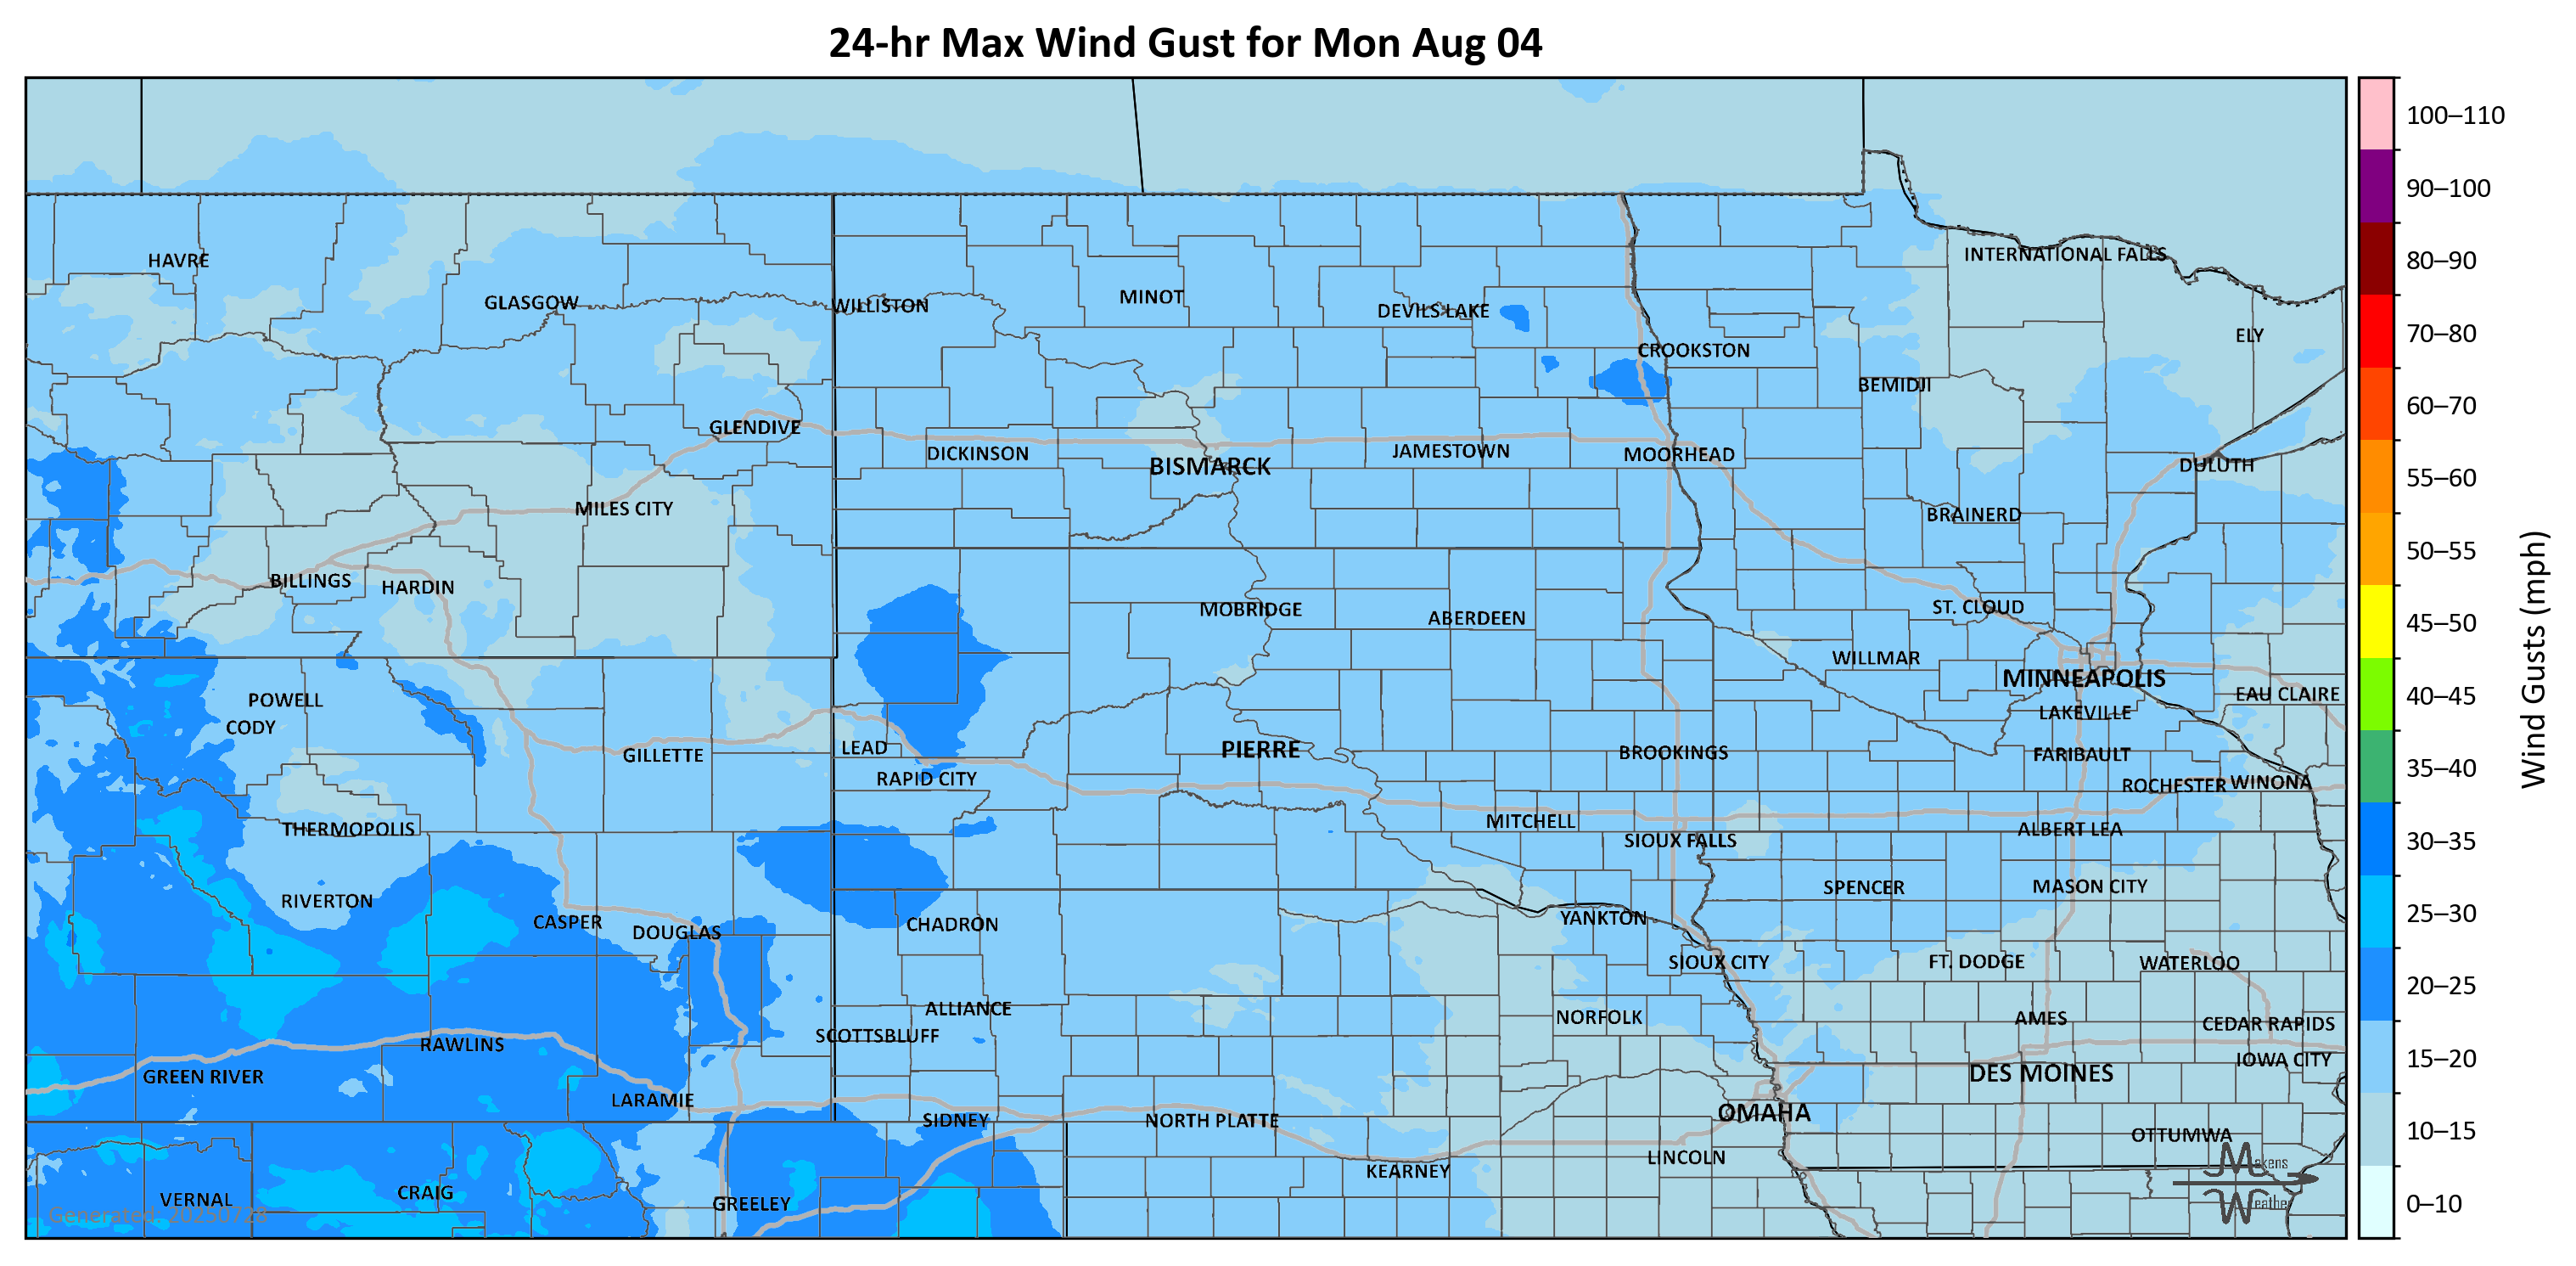 24-hr Max Wind Gust for Mon Aug 04
100–110
90–100
80–90
70–80
60–70
55–60
50–55
45–50
40–45
35–40
30–35
25–30
20–25
15–20
10–15
0–10
Wind Gusts (mph)
HAVRE
INTERNATIONAL FALLS
GLASGOW
WILLISTON
MINOT
DEVILS LAKE
ELY
CROOKSTON
BEMIDJI
GLENDIVE
DICKINSON
BISMARCK
JAMESTOWN
MOORHEAD
DULUTH
MILES CITY
BRAINERD
BILLINGS
HARDIN
MOBRIDGE
ABERDEEN
ST. CLOUD
WILLMAR
MINNEAPOLIS
EAU CLAIRE
POWELL
CODY
LAKEVILLE
GILLETTE
LEAD
PIERRE
BROOKINGS
FARIBAULT
RAPID CITY
ROCHESTER
WINONA
THERMOPOLIS
MITCHELL
SIOUX FALLS
ALBERT LEA
RIVERTON
SPENCER
MASON CITY
CASPER
DOUGLAS
CHADRON
YANKTON
SIOUX CITY
FT. DODGE
WATERLOO
ALLIANCE
NORFOLK
AMES
CEDAR RAPIDS
SCOTTSBLUFF
RAWLINS
IOWA CITY
GREEN RIVER
DES MOINES
LARAMIE
SIDNEY
NORTH PLATTE
OMAHA
OTTUMWA
LINCOLN
KEARNEY
VERNAL
CRAIG
GREELEY
Generated: 20250728
Makens
Weather